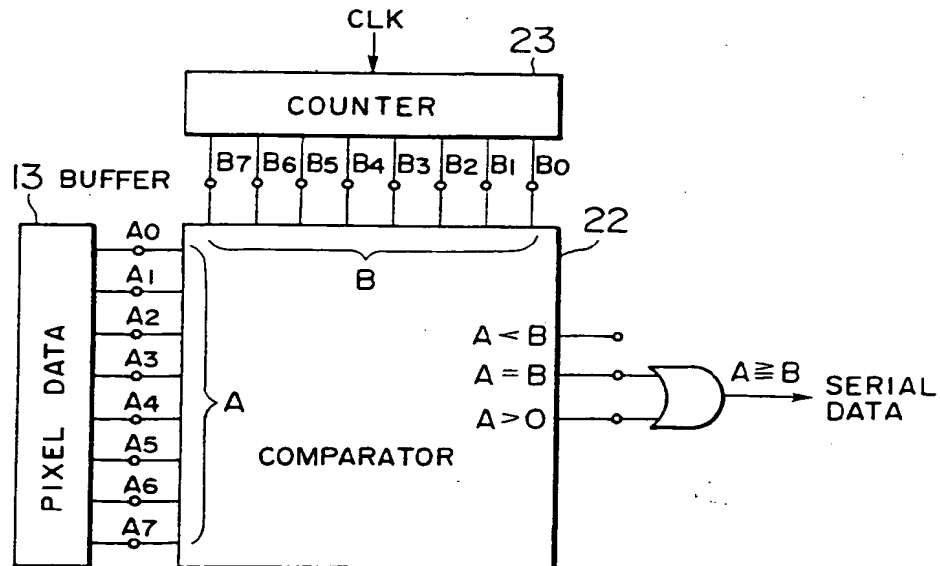 CLK
23
COUNTER
B7 B6 B5 B4 B3 B2 B1 B0
13 BUFFER
22
A0
A1
A2
A3
A4
A5
A6
A7
PIXEL DATA
B
A
A < B
A = B
A > O
A ≧ B
SERIAL
DATA
COMPARATOR